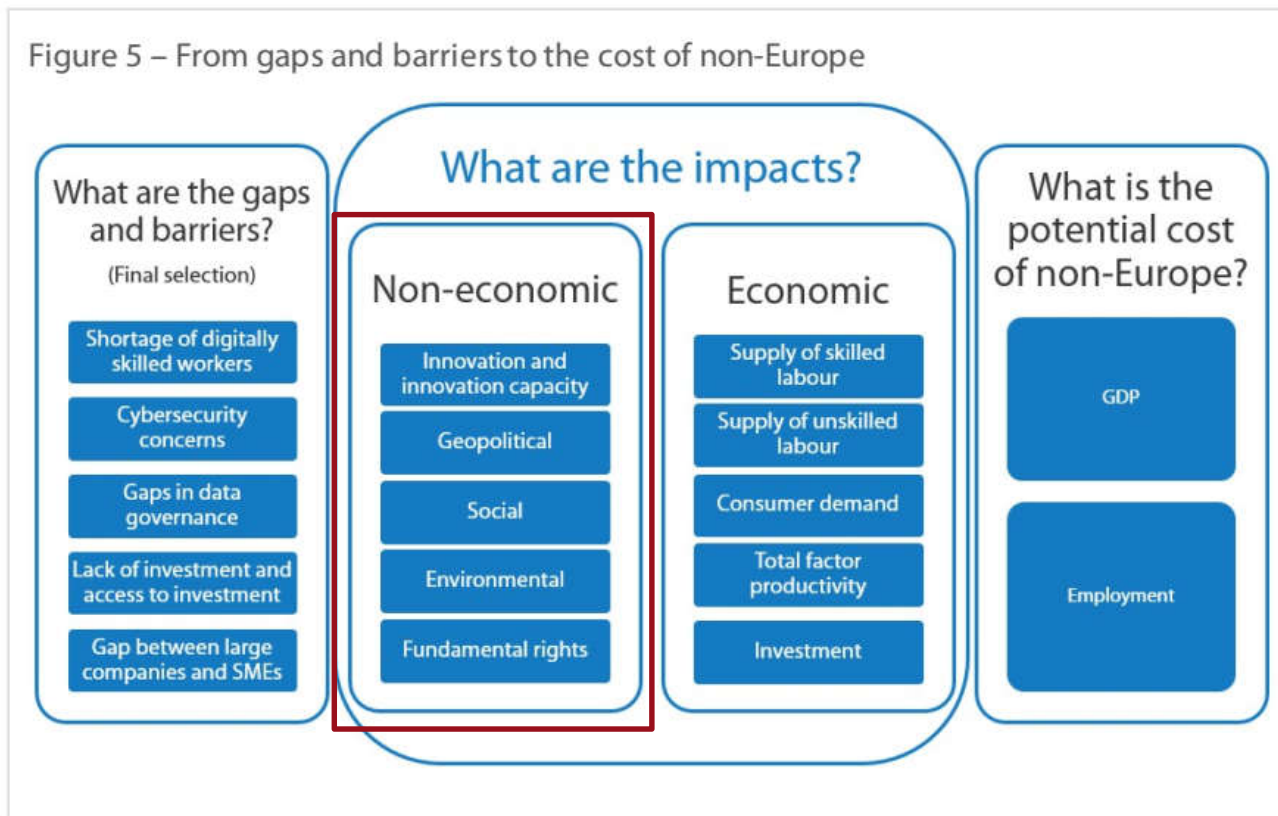 Figure 5 – From gaps and barriers to the cost of non-Europe
What are the gaps
and barriers?
(Final selection)
Shortage of digitally
skilled workers
Cybersecurity
concerns
Gaps in data
governance
Lack of investment and
access to investment
Gap between large
companies and SMEs
What are the impacts?
Non-economic
Innovation and
innovation capacity
Geopolitical
Social
Environmental
Fundamental rights
Economic
Supply of skilled
labour
Supply of unskilled
labour
Consumer demand
Total factor
productivity
Investment
What is the
potential cost
of non-Europe?
GDP
Employment